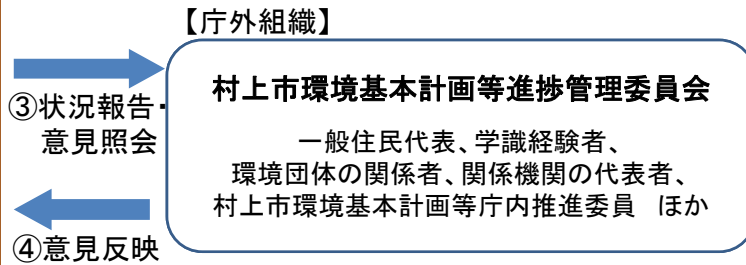 【庁外組織】
村上市環境基本計画等進捗管理委員会
③状況報告・
意見照会
一般住民代表、学識経験者、
環境団体の関係者、関係機関の代表者、
村上市環境基本計画等庁内推進委員　ほか
④意見反映